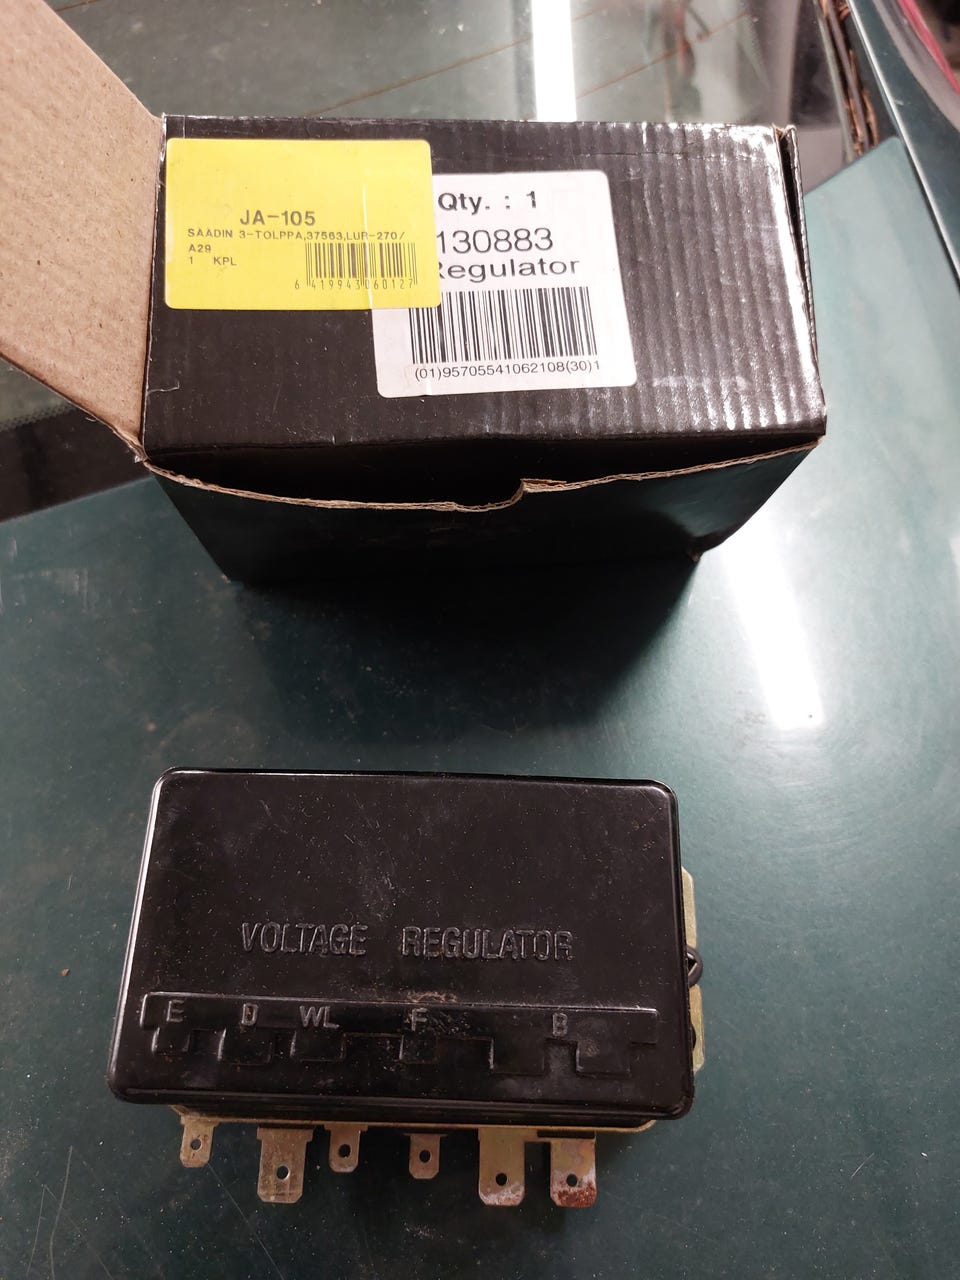 JA-105
SAADIN 3-TOLPPA,37563,LUR-270/
A29
1 KPL
6 419943 060127
Qty. : 1
130883
Regulator
(01)95705541062108(30)1
VOLTAGE REGULATOR
E D WL F B